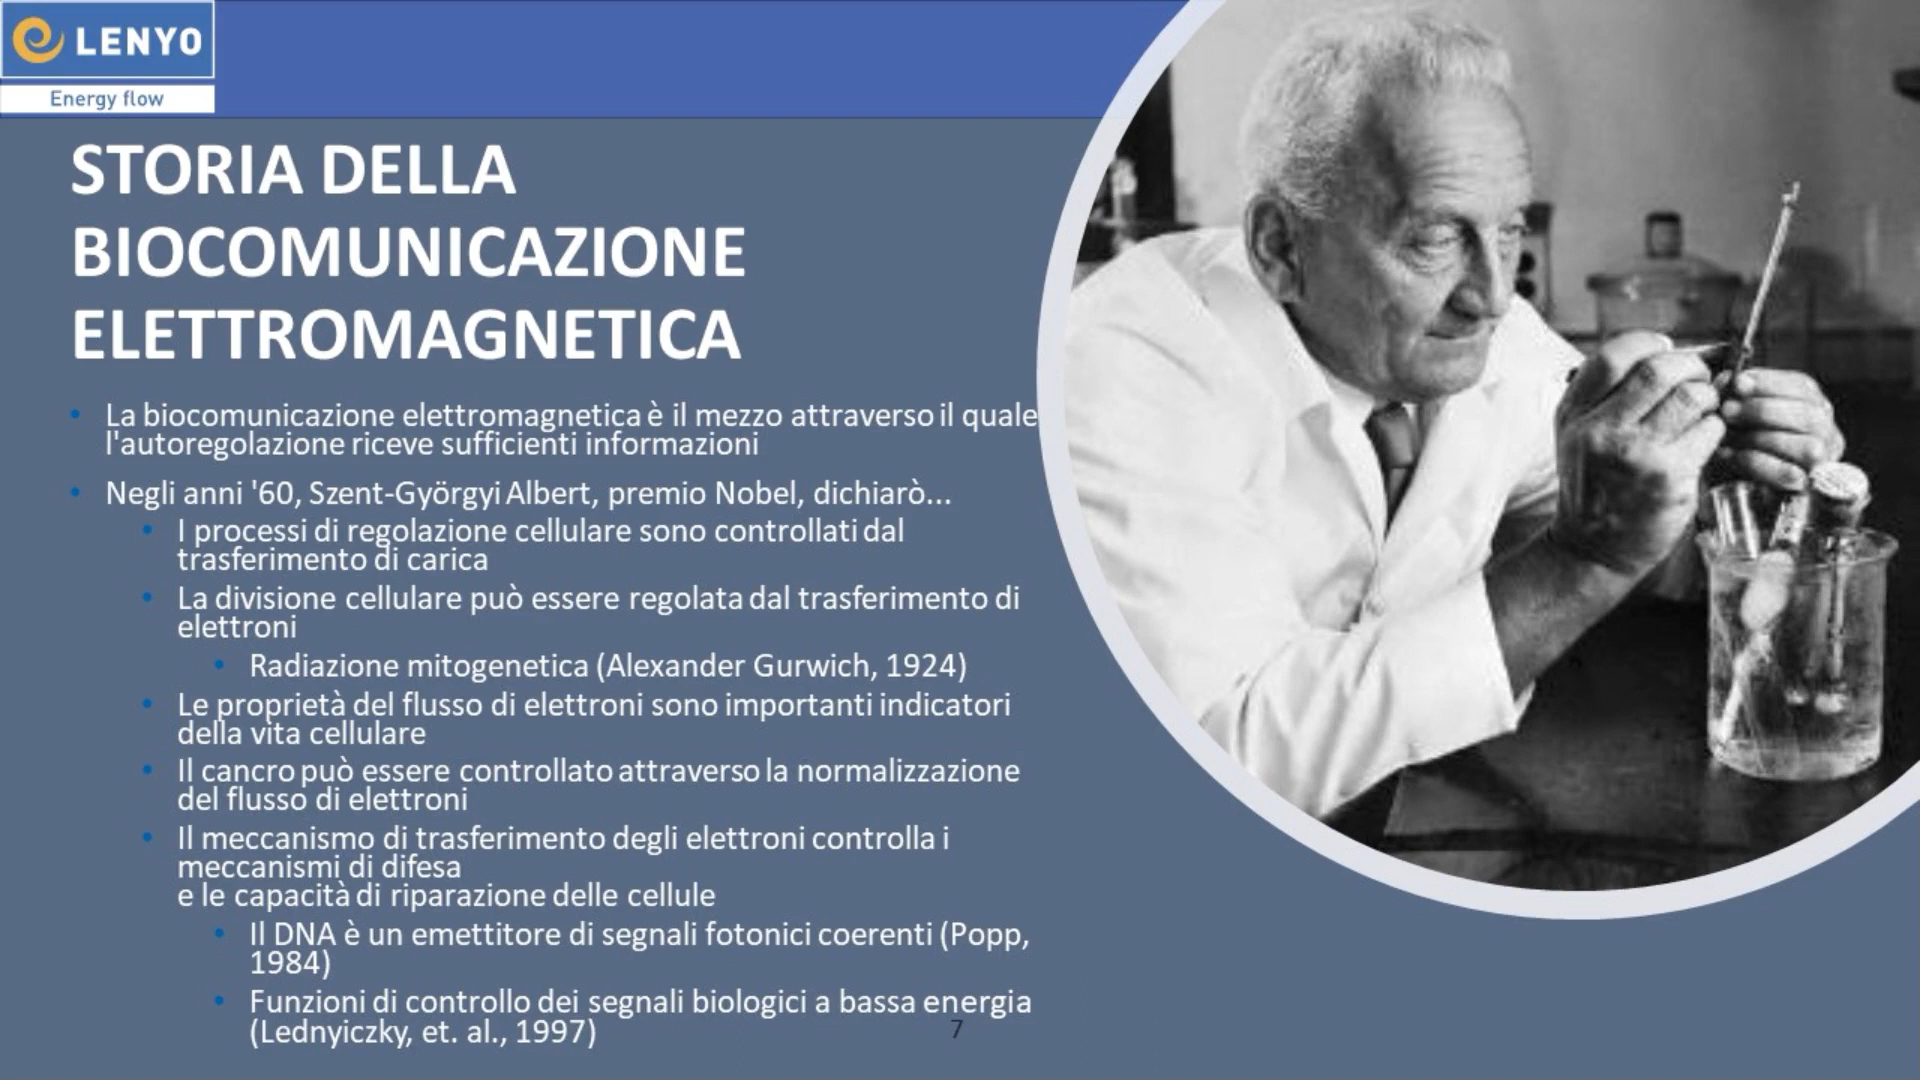 LENYO
Energy flow
STORIA DELLA
BIOCOMUNICAZIONE
ELETTROMAGNETICA
• La biocomunicazione elettromagnetica è il mezzo attraverso il quale
l'autoregolazione riceve sufficienti informazioni
• Negli anni '60, Szent-Györgyi Albert, premio Nobel, dichiarò...
• I processi di regolazione cellulare sono controllati dal
trasferimento di carica
• La divisione cellulare può essere regolata dal trasferimento di
elettroni
• Radiazione mitogenetica (Alexander Gurwich, 1924)
• Le proprietà del flusso di elettroni sono importanti indicatori
della vita cellulare
• Il cancro può essere controllato attraverso la normalizzazione
del flusso di elettroni
• Il meccanismo di trasferimento degli elettroni controlla i
meccanismi di difesa
e le capacità di riparazione delle cellule
• Il DNA è un emettitore di segnali fotonici coerenti (Popp,
1984)
• Funzioni di controllo dei segnali biologici a bassa energia
(Lednyiczky, et. al., 1997)
7